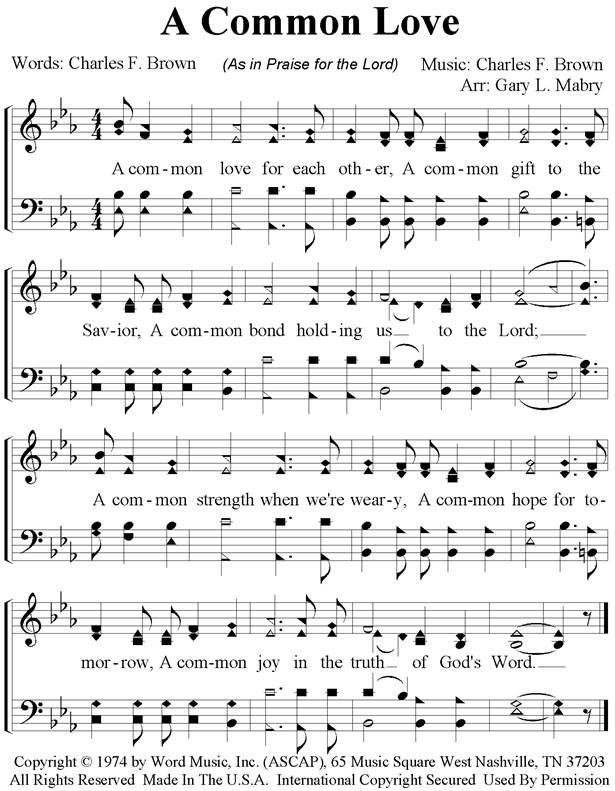 A Common Love
Words: Charles F. Brown (As in Praise for the Lord) Music: Charles F. Brown
Arr: Gary L. Mabry
4 4
A com - mon love for each oth - er, A com - mon gift to the
4 4
Sav - ior, A com - mon bond hold - ing us to the Lord;
A com - mon strength when we're wear - y, A com - mon hope for to -
mor - row, A com - mon joy in the truth of God's Word.
Copyright © 1974 by Word Music, Inc. (ASCAP), 65 Music Square West Nashville, TN 37203
All Rights Reserved Made In The U.S.A. International Copyright Secured Used By Permission